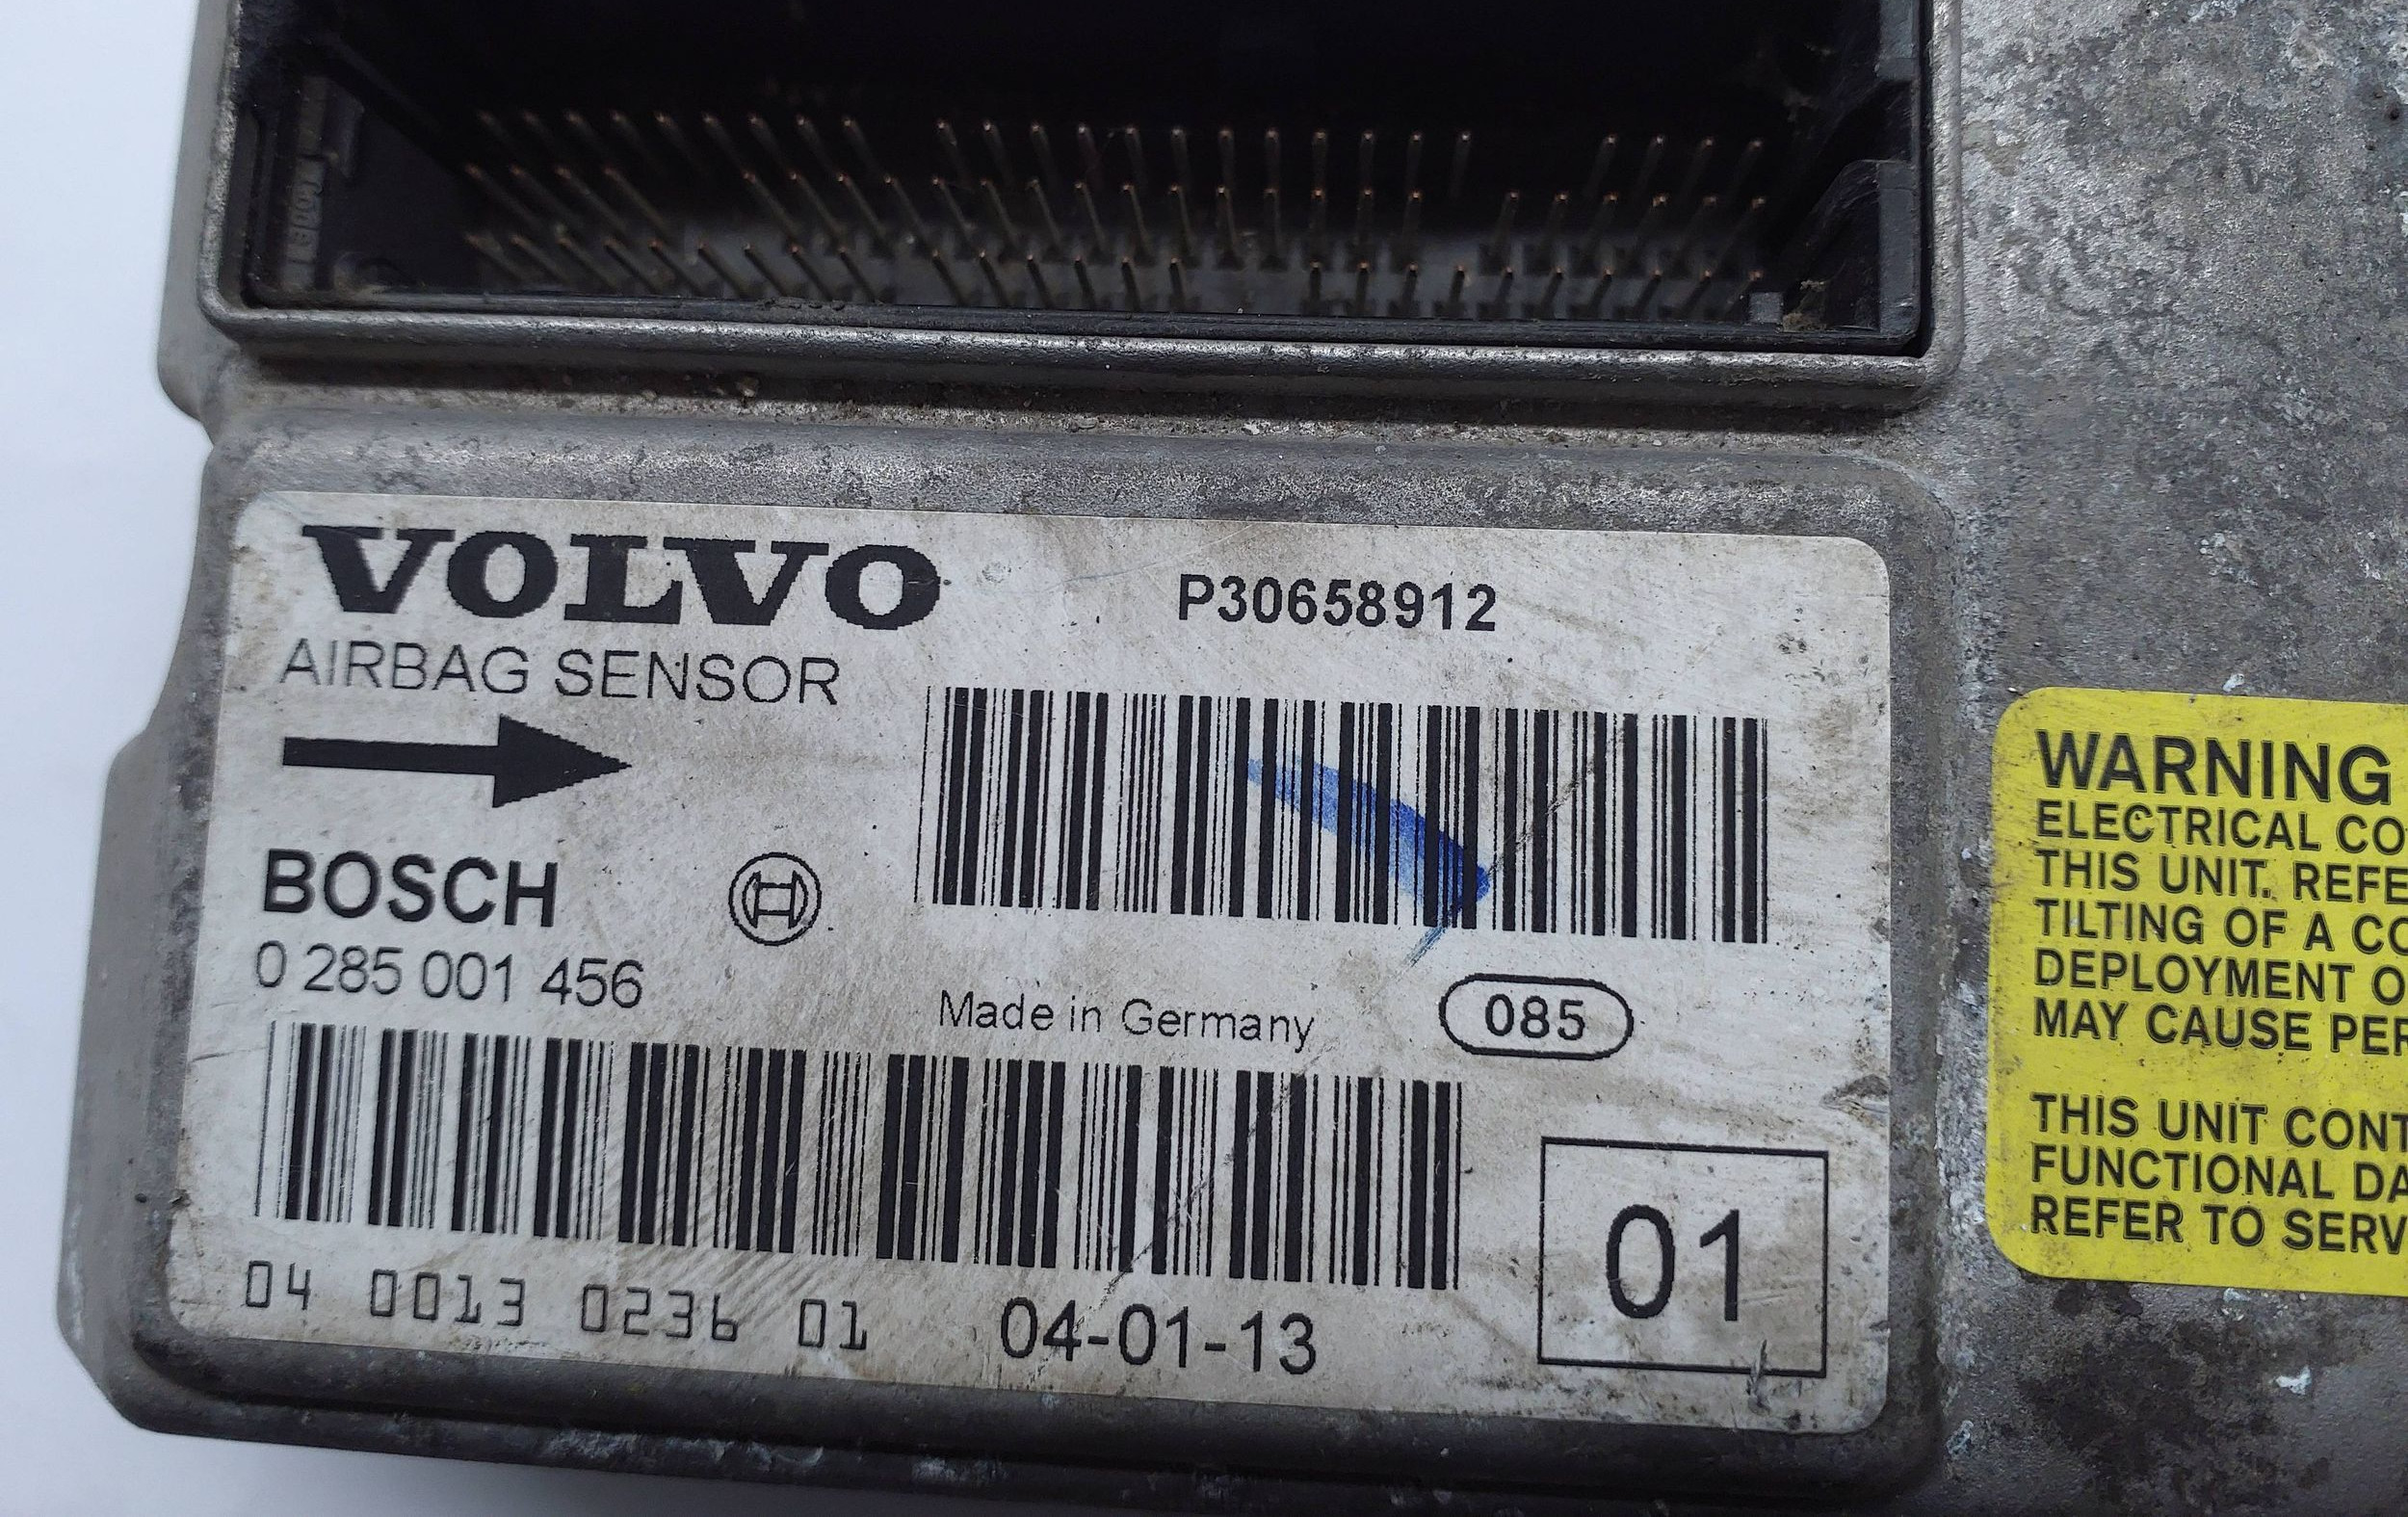 VOLVO
P30658912
AIRBAG SENSOR
BOSCH
0 285 001 456
Made in Germany
085
04 0013 0236 01
04-01-13
01
WARNING
ELECTRICAL CO
THIS UNIT. REFE
TILTING OF A CO
DEPLOYMENT O
MAY CAUSE PER
THIS UNIT CONT
FUNCTIONAL DA
REFER TO SERV